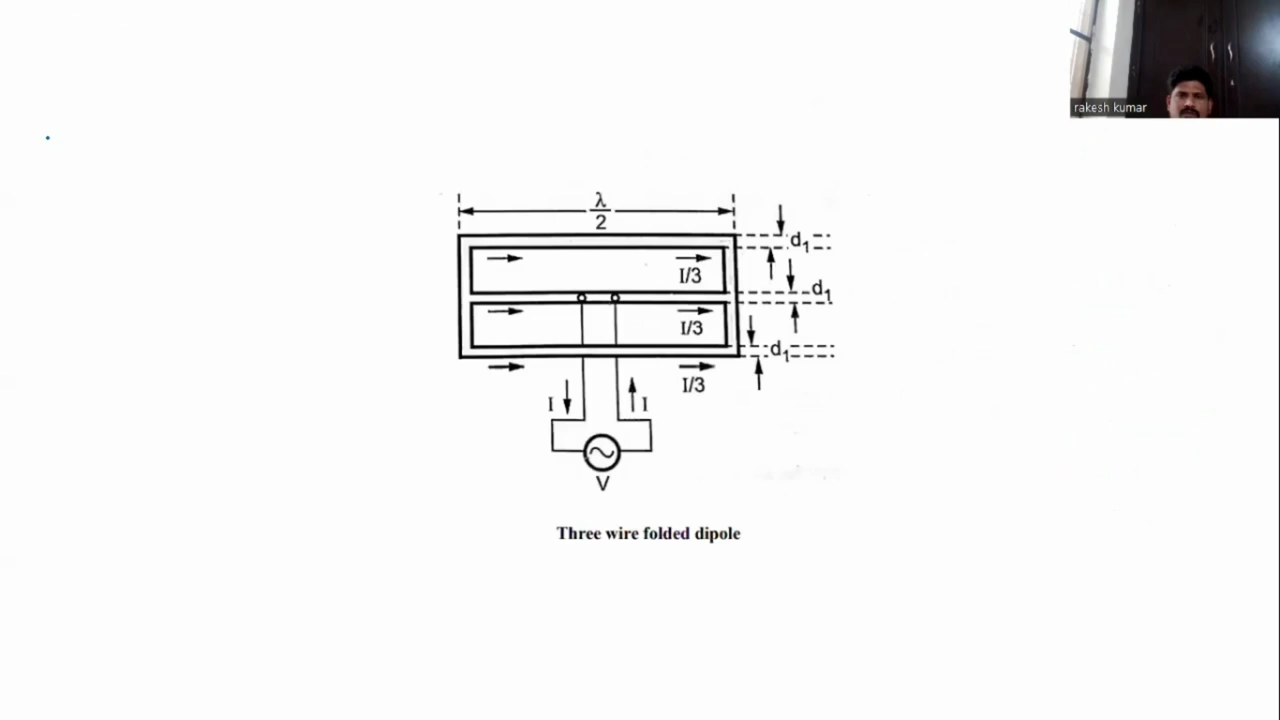 rakesh kumar
λ
2
d1
I/3
d1
I/3
d1
I/3
I I
V
Three wire folded dipole